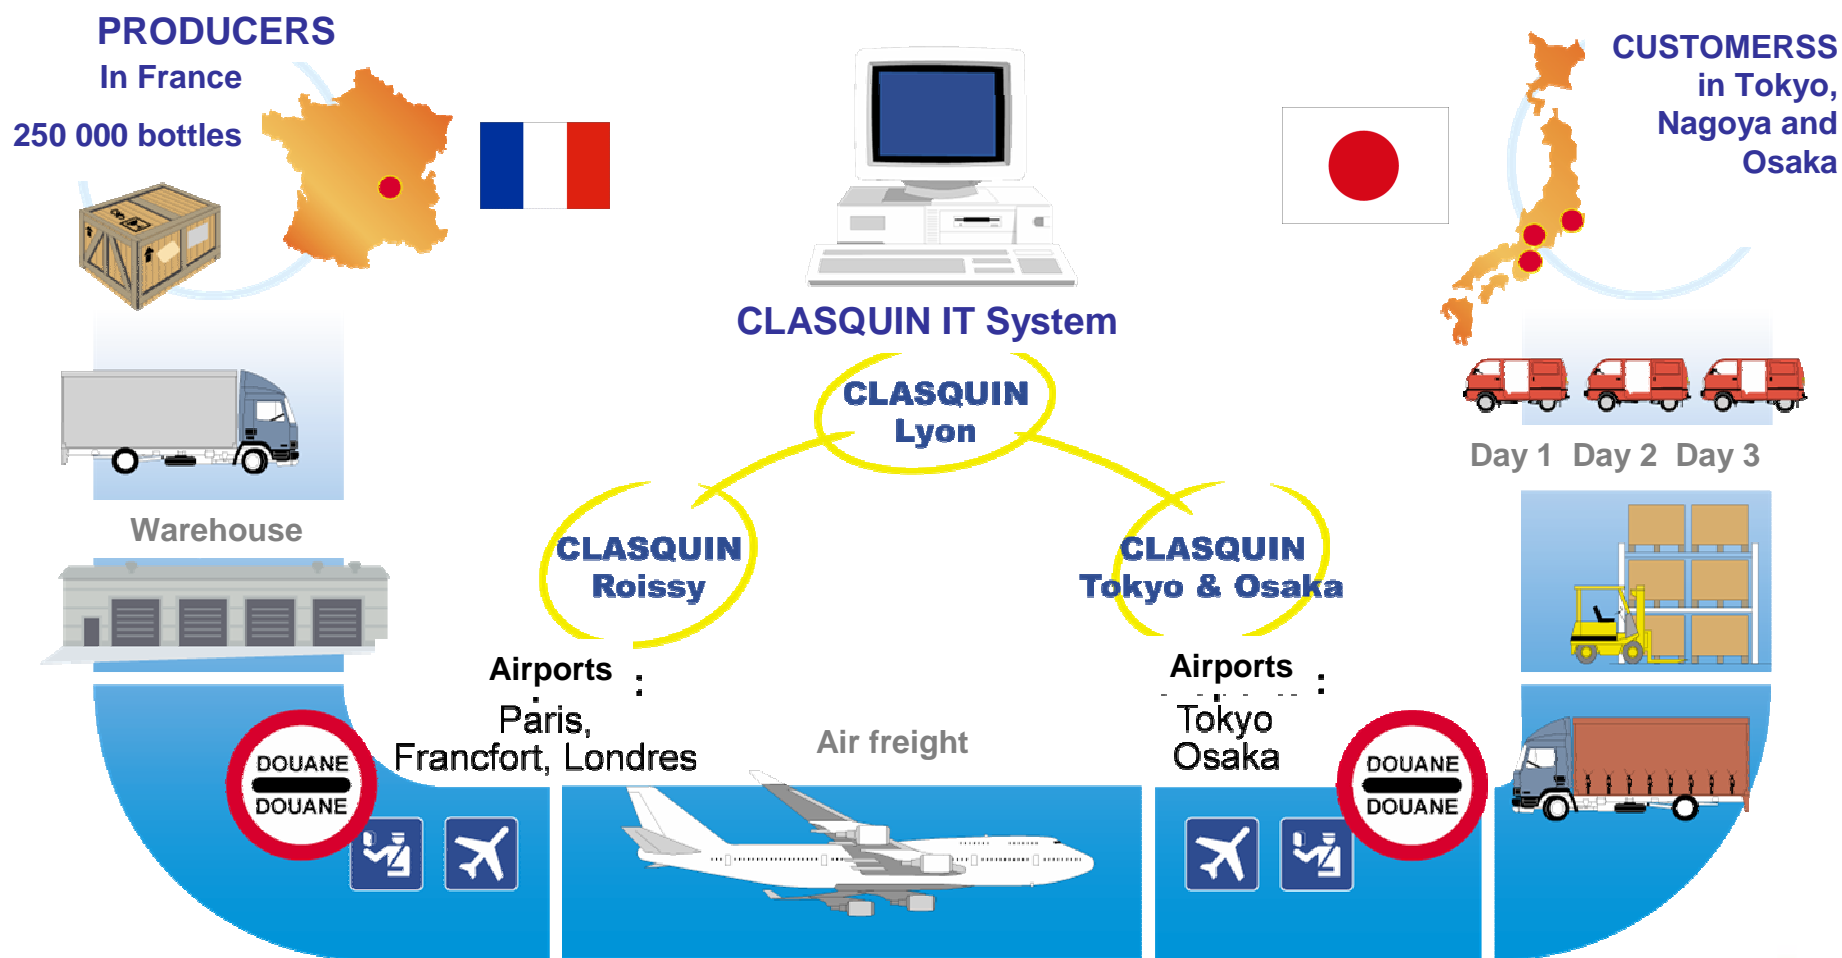 PRODUCERS
In France
250 000 bottles
CUSTOMERSS
in Tokyo,
Nagoya and
Osaka
CLASQUIN IT System
CLASQUIN
Lyon
CLASQUIN
Roissy
CLASQUIN
Tokyo & Osaka
Day 1 Day 2 Day 3
Warehouse
Airports :
Paris,
Francfort, Londres
Air freight
Airports :
Tokyo
Osaka
DOUANE
DOUANE
DOUANE
DOUANE